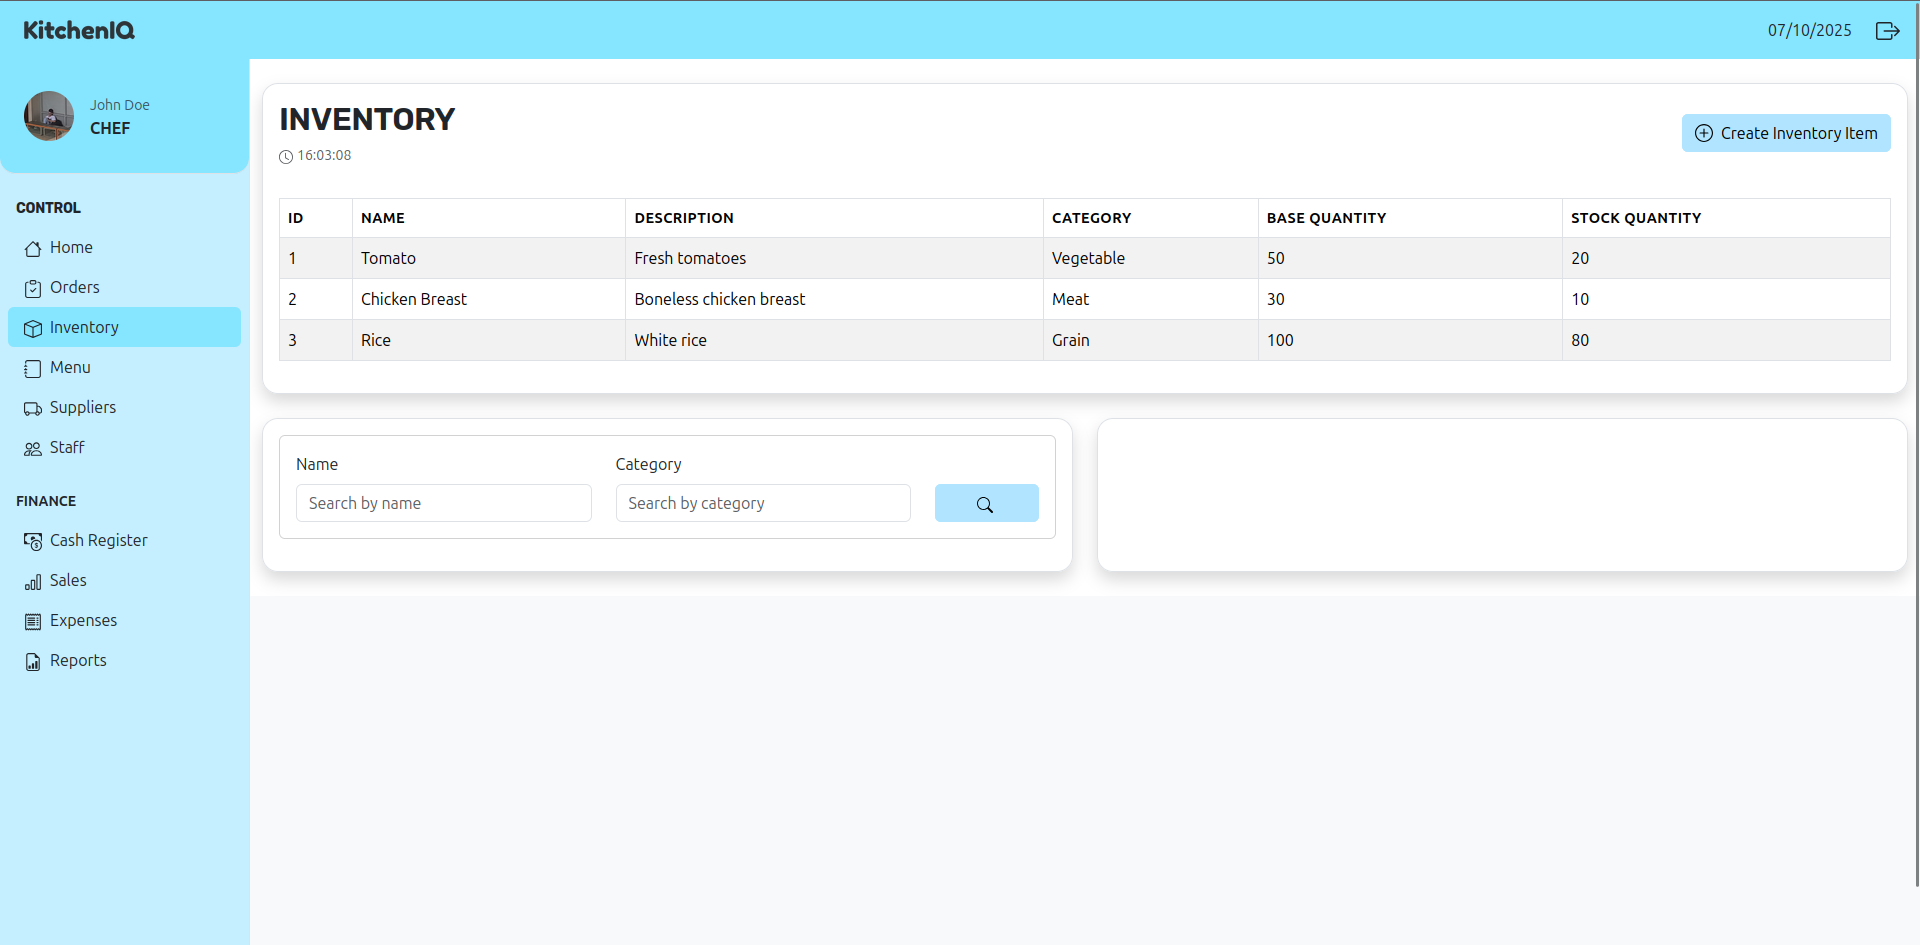 KitchenIQ
07/10/2025
John Doe
CHEF
CONTROL
Home
Orders
Inventory
Menu
Suppliers
Staff
FINANCE
Cash Register
Sales
Expenses
Reports
INVENTORY
16:03:08
Create Inventory Item
ID NAME DESCRIPTION CATEGORY BASE QUANTITY STOCK QUANTITY
1 Tomato Fresh tomatoes Vegetable 50 20
2 Chicken Breast Boneless chicken breast Meat 30 10
3 Rice White rice Grain 100 80
Name Category
Search by name Search by category